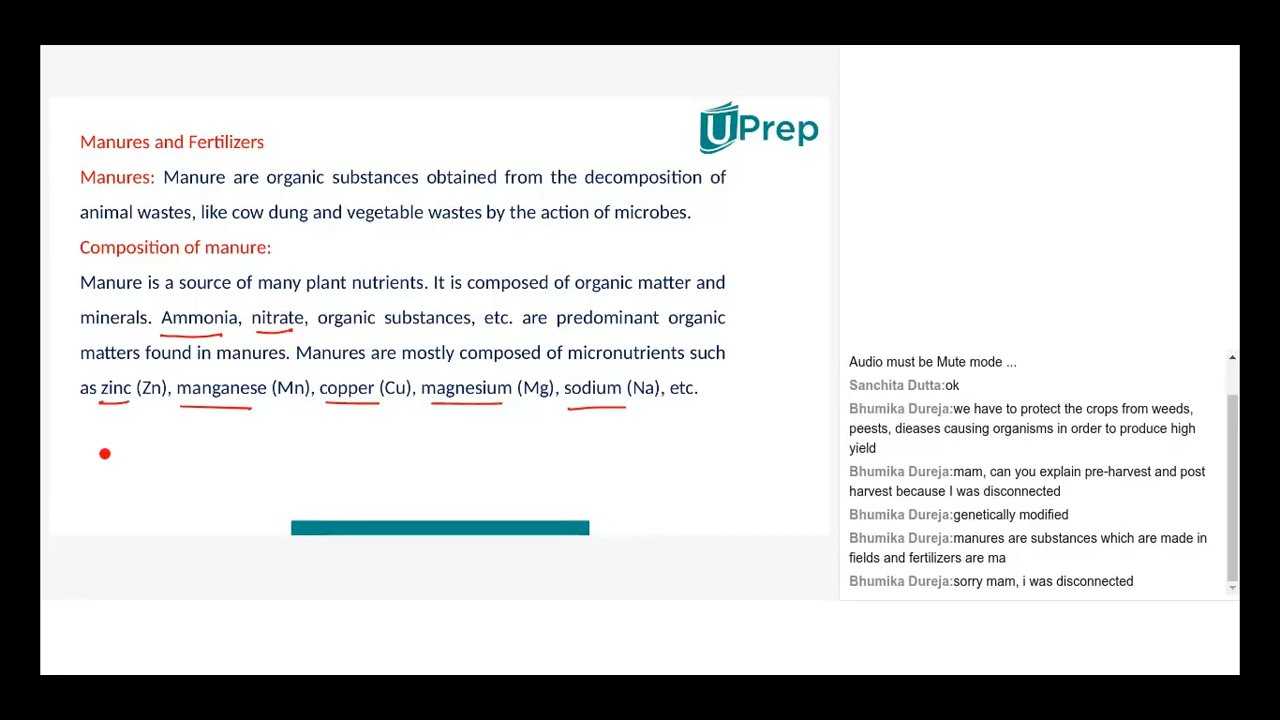 UPrep
Manures and Fertilizers
Manures: Manure are organic substances obtained from the decomposition of
animal wastes, like cow dung and vegetable wastes by the action of microbes.
Composition of manure:
Manure is a source of many plant nutrients. It is composed of organic matter and
minerals. Ammonia, nitrate, organic substances, etc. are predominant organic
matters found in manures. Manures are mostly composed of micronutrients such
as zinc (Zn), manganese (Mn), copper (Cu), magnesium (Mg), sodium (Na), etc.
Audio must be Mute mode ...
Sanchita Dutta:ok
Bhumika Dureja:we have to protect the crops from weeds,
peests, dieases causing organisms in order to produce high
yield
Bhumika Dureja:mam, can you explain pre-harvest and post
harvest because I was disconnected
Bhumika Dureja:genetically modified
Bhumika Dureja:manures are substances which are made in
fields and fertilizers are ma
Bhumika Dureja:sorry mam, i was disconnected